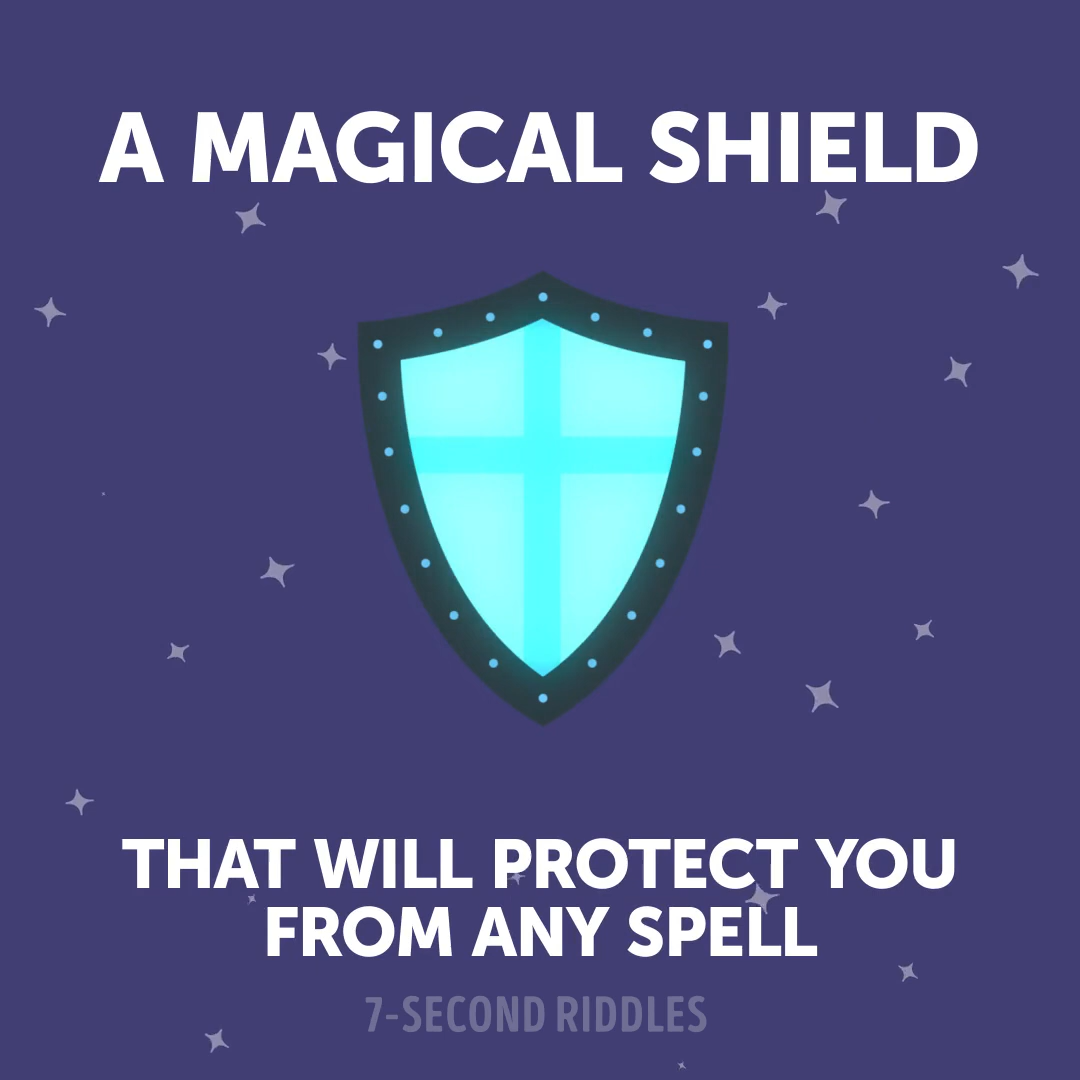 A MAGICAL SHIELD
THAT WILL PROTECT YOU
FROM ANY SPELL
7-SECOND RIDDLES